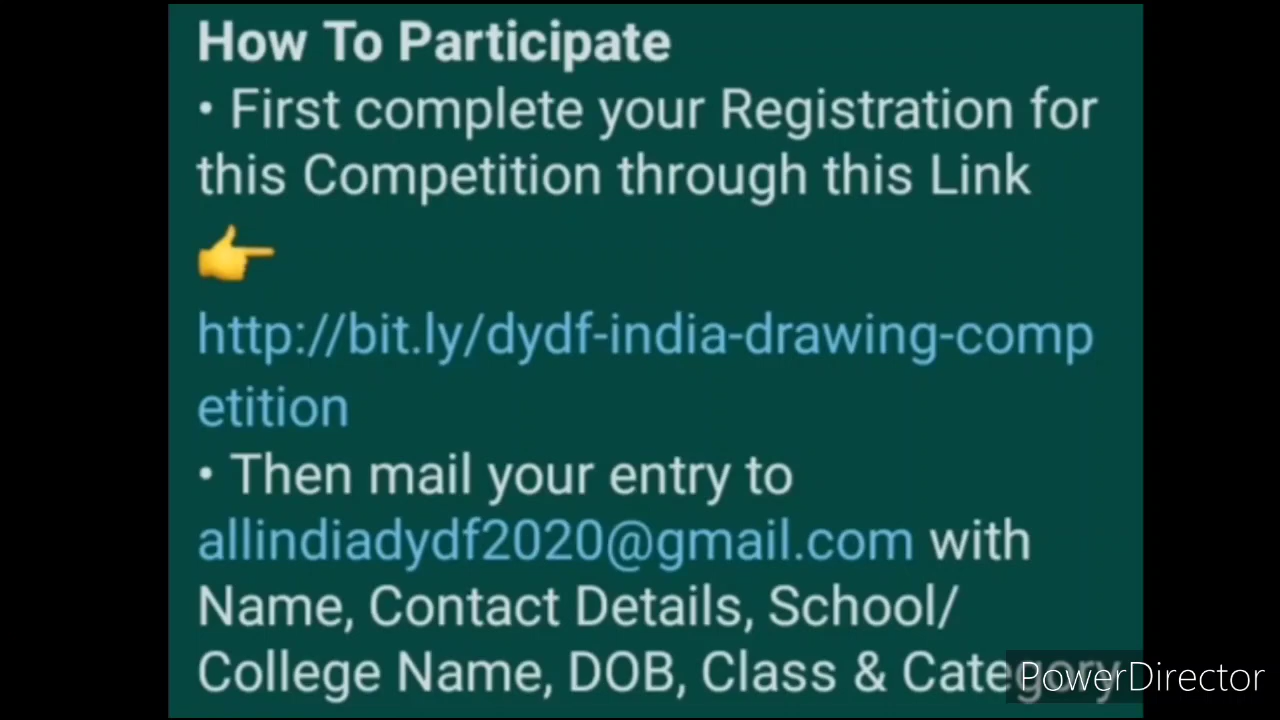 How To Participate
• First complete your Registration for
this Competition through this Link
👉
http://bit.ly/dydf-india-drawing-comp
etition
• Then mail your entry to
allindiadydf2020@gmail.com with
Name, Contact Details, School/
College Name, DOB, Class & Category
PowerDirector